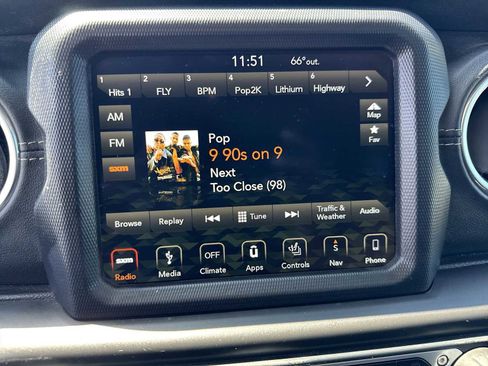 11:51 66°out.
1 2 3 4 5 6
Hits 1 FLY BPM Pop2K Lithium Highway
AM
FM
sxm
Map
Fav
Pop
9 90s on 9
Next
Too Close (98)
Browse Replay Tune Traffic & Weather Audio
sxm OFF S
Radio Media Climate Apps Controls Nav Phone